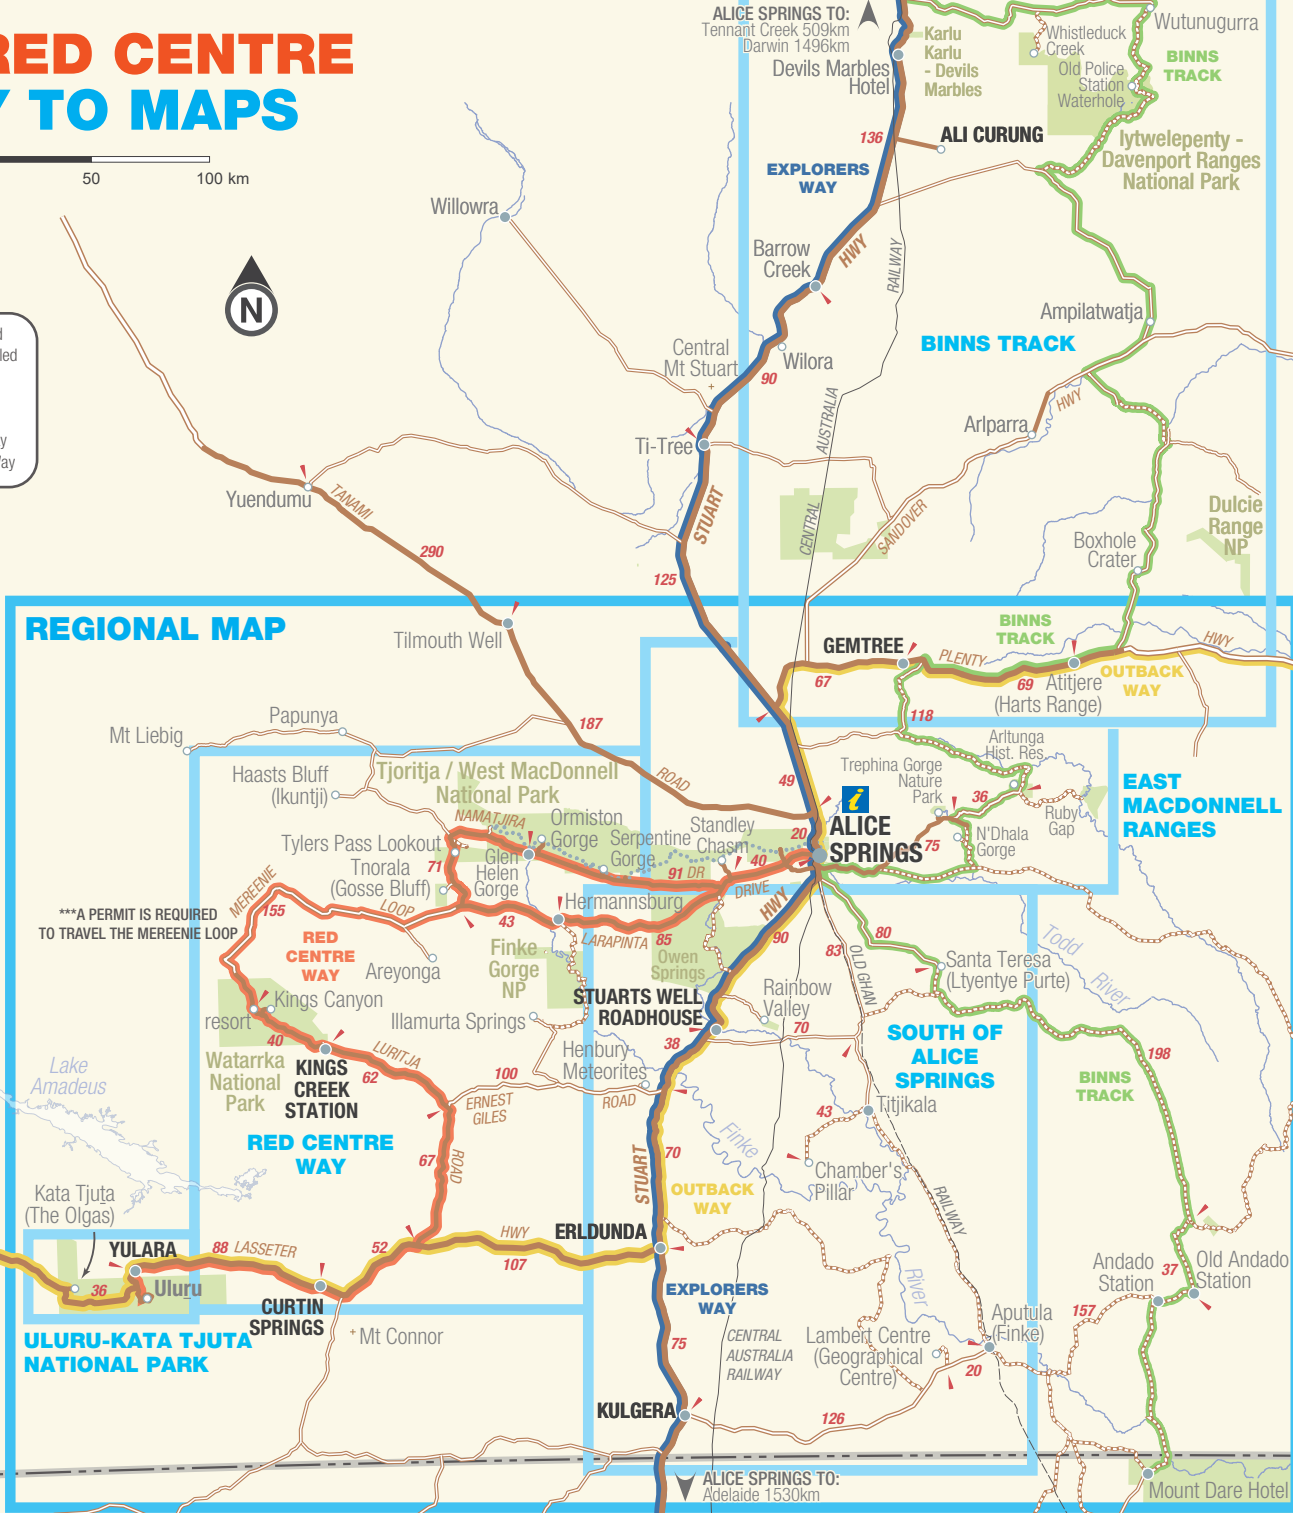 RED CENTRE
Y TO MAPS
50
100 km
N
d
led
y
ay
ALICE SPRINGS TO:
Tennant Creek 509km
Darwin 1496km
Devils Marbles
Hotel
Karlu
Karlu
- Devils
Marbles
Whistleduck
Creek
Old Police
Station
Waterhole
Wutunugurra
BINNS
TRACK
136
ALI CURUNG
Iytwelepenty -
Davenport Ranges
National Park
EXPLORERS
WAY
Willowra
Barrow
Creek
HWY
RAILWAY
Ampilatwatja
BINNS TRACK
Central
Mt Stuart
Wilora
90
HWY
AUSTRALIA
Arlparra
Ti-Tree
Yuendumu
TANAMI
STUART
CENTRAL
SANDOVER
Dulcie
Range
NP
Boxhole
Crater
290
125
REGIONAL MAP
Tilmouth Well
BINNS
TRACK
GEMTREE
PLENTY
HWY
67
69
Atitjere
(Harts Range)
OUTBACK
WAY
118
187
Papunya
Mt Liebig
Haasts Bluff
(Ikuntji)
Tjoritja / West MacDonnell
National Park
ROAD
49
Arltunga
Hist. Res.
Trephina Gorge
Nature
Park
36
Ruby
Gap
EAST
MACDONNELL
RANGES
NAMATJIRA
Ormiston
Gorge
Serpentine
Gorge
Standley
Chasm
i
ALICE
SPRINGS
20
75
N'Dhala
Gorge
Tylers Pass Lookout
71
Glen
Helen
Gorge
Tnorala
(Gosse Bluff)
91 DR
40
DRIVE
HWY
MEREENIE
155
LOOP
43
Hermannsburg
LARAPINTA
85
***A PERMIT IS REQUIRED
TO TRAVEL THE MEREENIE LOOP
RED
CENTRE
WAY
Areyonga
Finke
Gorge
NP
Owen
Springs
90
80
83
OLD GHAN
Todd
River
Santa Teresa
(Ltyentye Purte)
Kings Canyon
resort
Illamurta Springs
STUARTS WELL
ROADHOUSE
Rainbow
Valley
70
40
Watarrka
National
Park
KINGS
CREEK
STATION
LURITJA
62
Henbury
Meteorites
38
SOUTH OF
ALICE
SPRINGS
198
100
ERNEST
GILES
ROAD
Lake
Amadeus
BINNS
TRACK
43
Titjikala
RED CENTRE
WAY
67
ROAD
STUART
70
Finke
Chamber's
Pillar
OUTBACK
WAY
RAILWAY
Kata Tjuta
(The Olgas)
YULARA
88 LASSETER
52
HWY
107
ERLDUNDA
36
Uluru
CURTIN
SPRINGS
EXPLORERS
WAY
River
Andado
Station
37
Old Andado
Station
157
ULURU-KATA TJUTA
NATIONAL PARK
Mt Connor
75
CENTRAL
AUSTRALIA
RAILWAY
Lambert Centre
(Geographical
Centre)
Aputula
(Finke)
20
KULGERA
126
ALICE SPRINGS TO:
Adelaide 1530km
Mount Dare Hotel